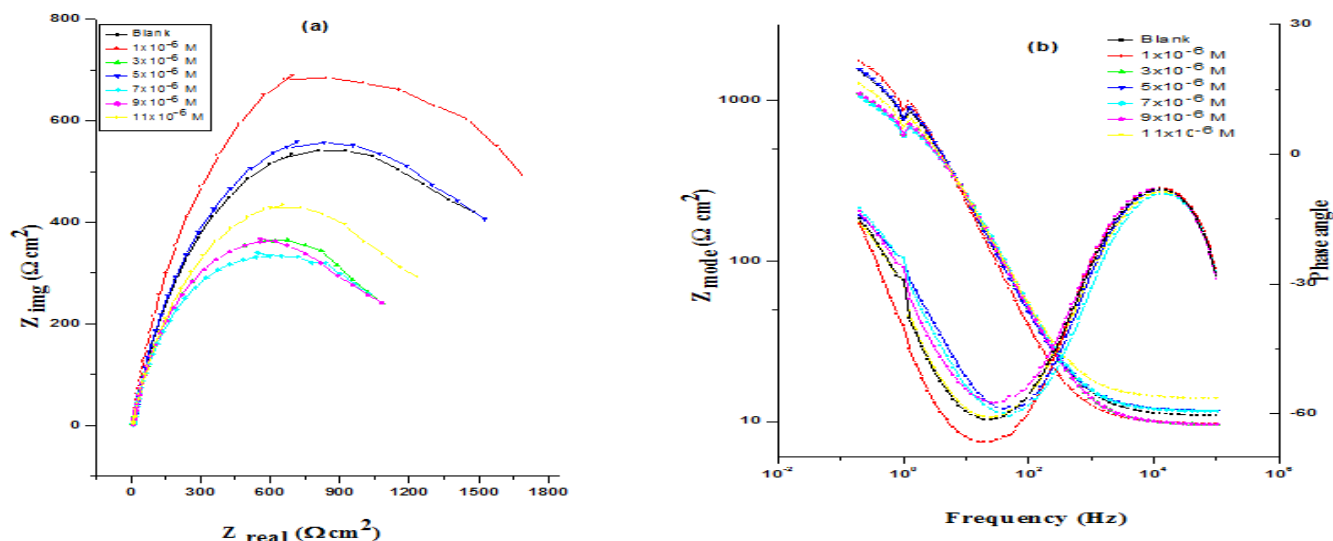 (a)
Blank
1x10⁻⁶ M
3x10⁻⁶ M
5x10⁻⁶ M
7x10⁻⁶ M
9x10⁻⁶ M
11x10⁻⁶ M
800
600
400
200
0
Z img (Ω cm²)
0 300 600 900 1200 1500 1800
Z real (Ω cm²)
(b)
Blank
1x10⁻⁶ M
3x10⁻⁶ M
5x10⁻⁶ M
7x10⁻⁶ M
9x10⁻⁶ M
11x10⁻⁶ M
1000
100
10
Z mode (Ω cm²)
30
0
-30
-60
Phase angle
10⁻² 10⁰ 10² 10⁴ 10⁶
Frequency (Hz)